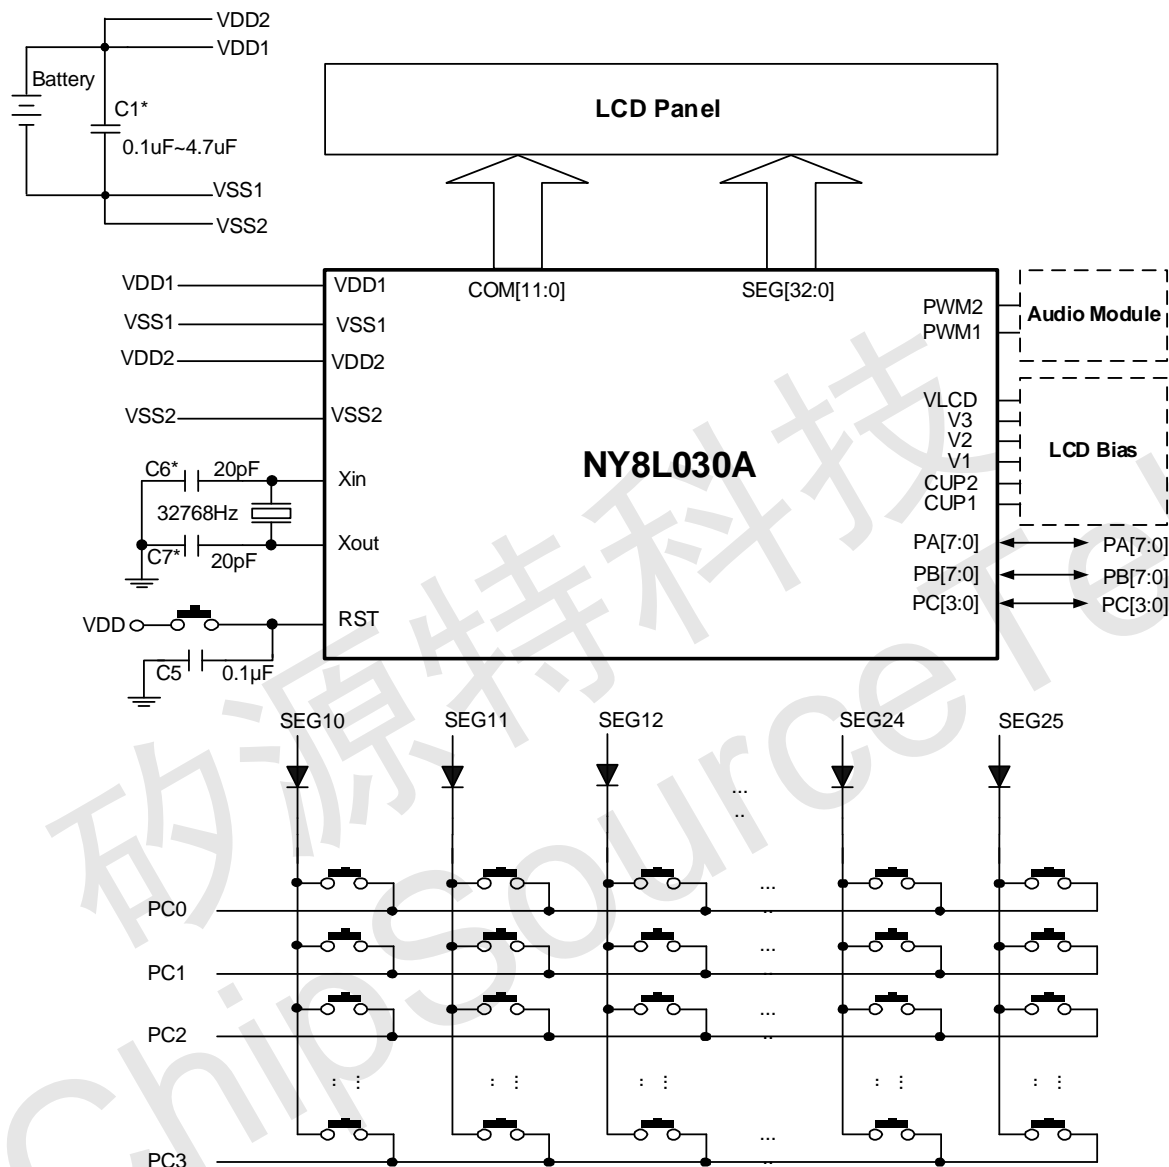 VDD2
VDD1
Battery
C1*
0.1uF~4.7uF
VSS1
VSS2
LCD Panel
COM[11:0]
SEG[32:0]
VDD1
VDD1
VSS1
VSS1
VDD2
VDD2
VSS2
VSS2
C6*
20pF
Xin
32768Hz
C7*
20pF
Xout
VDD
RST
C5
0.1µF
NY8L030A
PWM2
PWM1
Audio Module
VLCD
V3
V2
V1
CUP2
CUP1
LCD Bias
PA[7:0]
PA[7:0]
PB[7:0]
PB[7:0]
PC[3:0]
PC[3:0]
SEG10
SEG11
SEG12
SEG24
SEG25
...
..
PC0
...
..
PC1
...
..
PC2
...
..
PC3
...
矽源特科技
ChipSourceTe